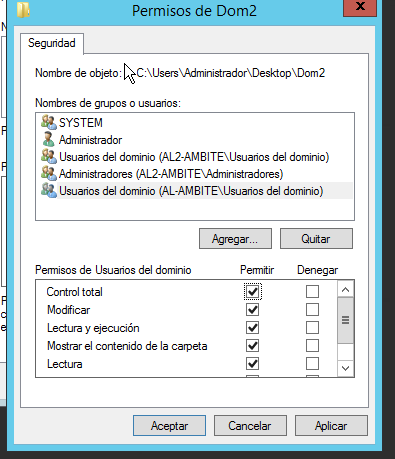 Permisos de Dom2
x
Seguridad
Nombre de objeto: C:\Users\Administrador\Desktop\Dom2
Nombres de grupos o usuarios:
SYSTEM
Administrador
Usuarios del dominio (AL2-AMBITE\Usuarios del dominio)
Administradores (AL2-AMBITE\Administradores)
Usuarios del dominio (AL-AMBITE\Usuarios del dominio)
Agregar... Quitar
Permisos de Usuarios del dominio Permitir Denegar
Control total
Modificar
Lectura y ejecución
Mostrar el contenido de la carpeta
Lectura
Aceptar Cancelar Aplicar